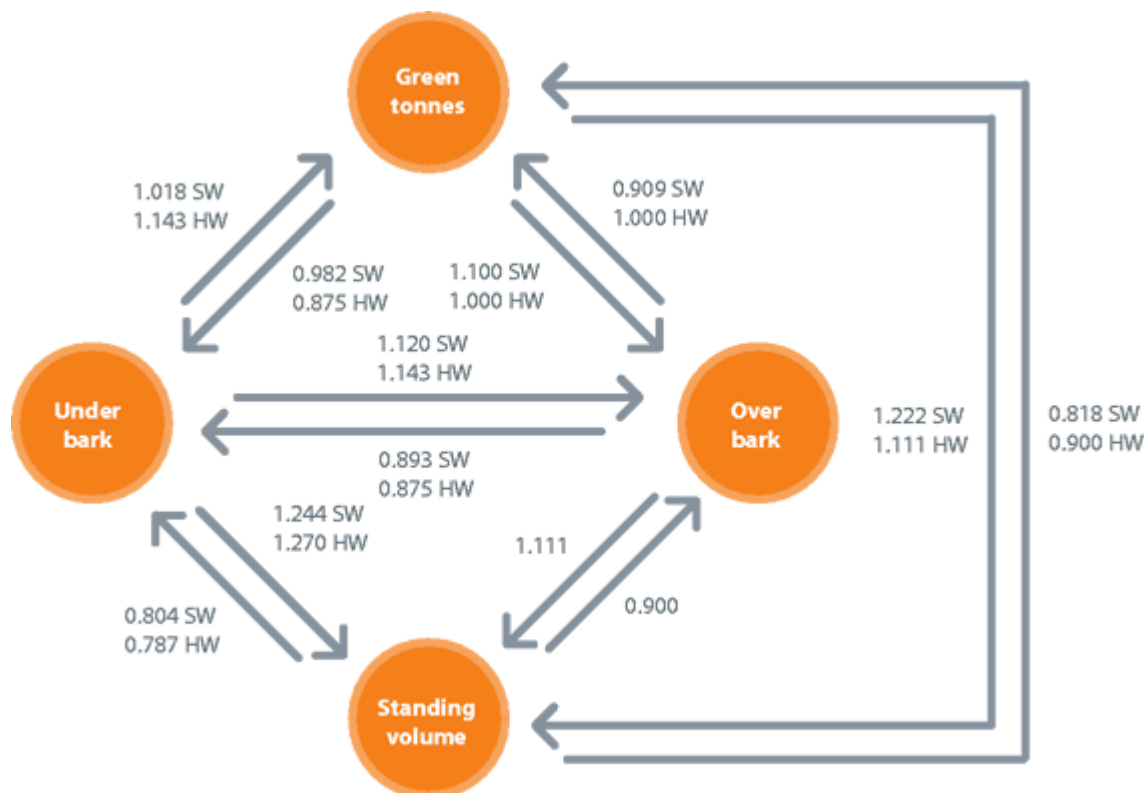 Green
tonnes
1.018 SW
1.143 HW
0.909 SW
1.000 HW
0.982 SW
0.875 HW
1.100 SW
1.000 HW
1.120 SW
1.143 HW
Under
bark
Over
bark
1.222 SW
1.111 HW
0.818 SW
0.900 HW
0.893 SW
0.875 HW
1.244 SW
1.270 HW
1.111
0.900
0.804 SW
0.787 HW
Standing
volume